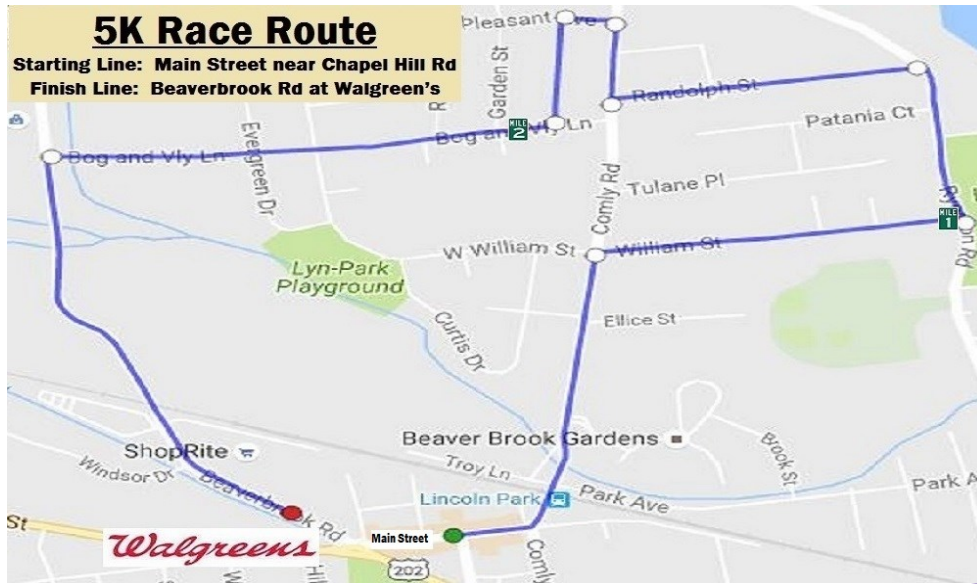 5K Race Route
Starting Line: Main Street near Chapel Hill Rd
Finish Line: Beaverbrook Rd at Walgreen's
Pleasant
Garden St
Randolph St
Patania Ct
MILE
2
Bog and Vly Ln
Bog and Vly Ln
Evergreen Dr
Comly Rd
Tulane Pl
MILE
1
W William St
William St
Lyn-Park
Playground
Curtis Dr
Ellice St
Beaver Brook Gardens
Brook St
ShopRite
Troy Ln
Windsor Dr
Lincoln Park
Park Ave
Park A
Beaverbrook Rd
St
Walgreens
Main Street
Comly
202